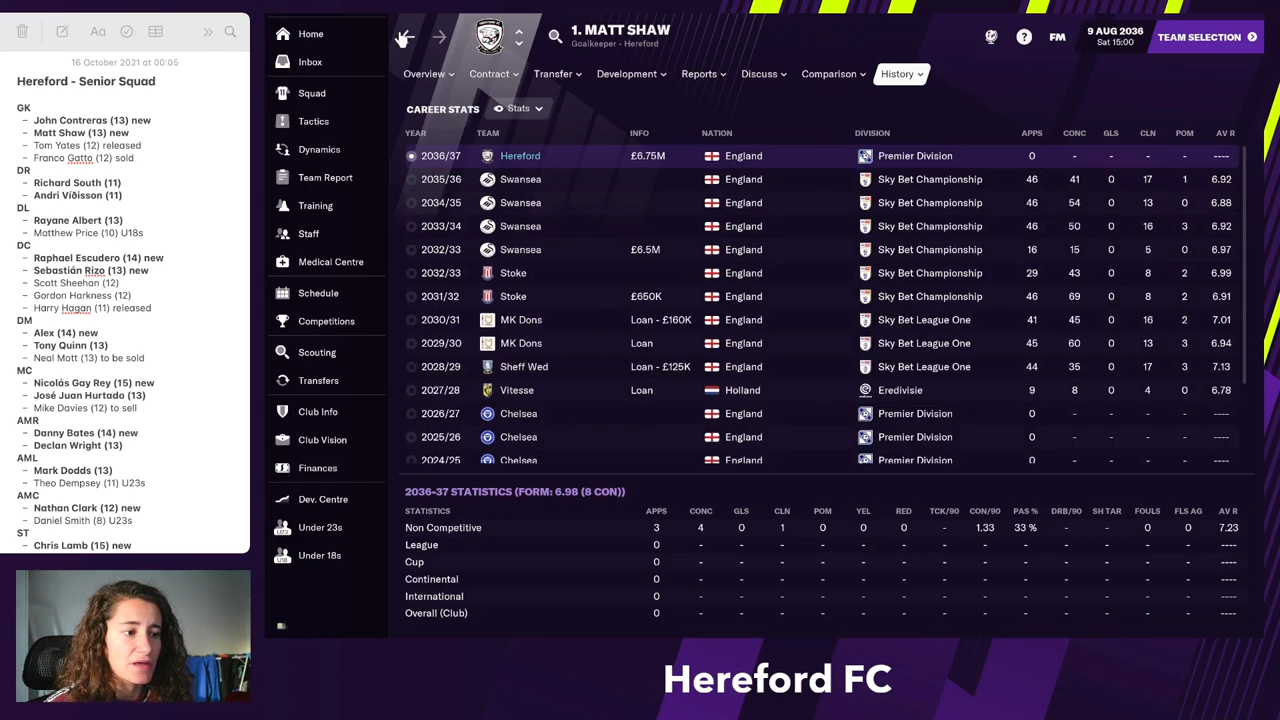 16 October 2021 at 00:05
Hereford - Senior Squad
GK
- John Contreras (13) new
- Matt Shaw (13) new
- Tom Yates (12) released
- Franco Gatto (12) sold
DR
- Richard South (11)
- Andri Víðisson (11)
DL
- Rayane Albert (13)
- Matthew Price (10) U18s
DC
- Raphael Escudero (14) new
- Sebastián Rizo (13) new
- Scott Sheehan (12)
- Gordon Harkness (12)
- Harry Hagan (11) released
DM
- Alex (14) new
- Tony Quinn (13)
- Neal Mott (13) to be sold
MC
- Nicolás Gay Rey (15) new
- José Juan Hurtado (13)
- Mike Davies (12) to sell
AMR
- Danny Bates (14) new
- Declan Wright (13)
AML
- Mark Dodds (13)
- Theo Dempsey (11) U23s
AMC
- Nathan Clark (12) new
- Daniel Smith (8) U23s
ST
- Chris Lamb (15) new
Home
Inbox
Squad
Tactics
Dynamics
Team Report
Training
Staff
Medical Centre
Schedule
Competitions
Scouting
Transfers
Club Info
Club Vision
Finances
Dev. Centre
Under 23s
Under 18s
1. MATT SHAW
Goalkeeper - Hereford
FM
9 AUG 2036
Sat 15:00
TEAM SELECTION
Overview Contract Transfer Development Reports Discuss Comparison History
CAREER STATS Stats
YEAR TEAM INFO NATION DIVISION APPS CONC GLS CLN POM AV R
2036/37 Hereford £6.75M England Premier Division 0 - - - - ----
2035/36 Swansea England Sky Bet Championship 46 41 0 17 1 6.92
2034/35 Swansea England Sky Bet Championship 46 54 0 13 0 6.88
2033/34 Swansea England Sky Bet Championship 46 50 0 16 3 6.92
2032/33 Swansea £6.5M England Sky Bet Championship 16 15 0 5 0 6.97
2032/33 Stoke England Sky Bet Championship 29 43 0 8 2 6.99
2031/32 Stoke £650K England Sky Bet Championship 46 69 0 8 2 6.91
2030/31 MK Dons Loan - £160K England Sky Bet League One 41 45 0 16 2 7.01
2029/30 MK Dons Loan England Sky Bet League One 45 60 0 13 3 6.94
2028/29 Sheff Wed Loan - £125K England Sky Bet League One 44 35 0 17 3 7.13
2027/28 Vitesse Loan Holland Eredivisie 9 8 0 4 0 6.78
2026/27 Chelsea England Premier Division 0 - - - - ----
2025/26 Chelsea England Premier Division 0 - - - - ----
2024/25 Chelsea England Premier Division 0 - - - - ----
2036-37 STATISTICS (FORM: 6.98 (8 CON))
STATISTICS APPS CONC GLS CLN POM YEL RED TCK/90 CON/90 PAS % DRB/90 SH TAR FOULS FLS AG AV R
Non Competitive 3 4 0 1 0 0 0 - 1.33 33 % - - 0 0 7.23
League 0 - - - - - - - - - - - - - ----
Cup 0 - - - - - - - - - - - - - ----
Continental 0 - - - - - - - - - - - - - ----
International 0 - - - - - - - - - - - - - ----
Overall (Club) 0 - - - - - - - - - - - - - ----
Hereford FC